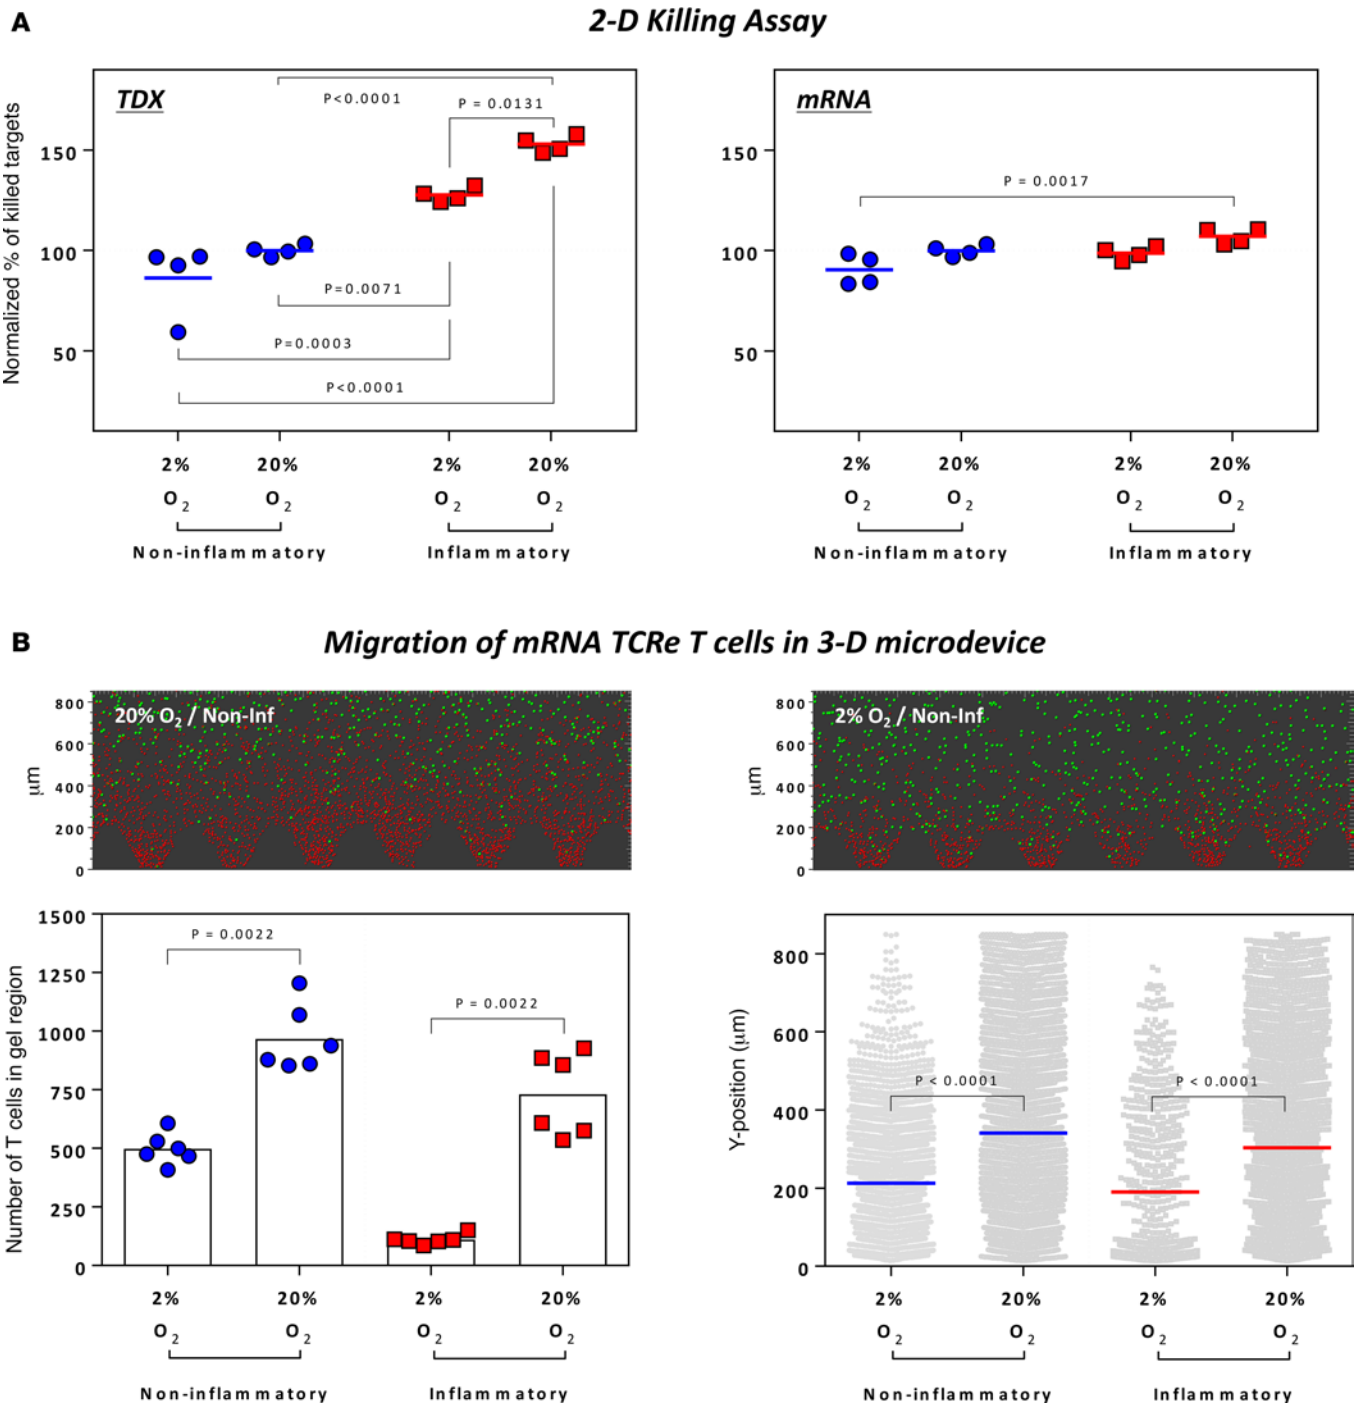 A
2-D Killing Assay
TDX
Normalized % of killed targets
150
100
50
P<0.0001
P = 0.0131
P=0.0071
P=0.0003
P<0.0001
2% 20% 2% 20%
O2 O2 O2 O2
Non-inflammatory Inflammatory
mRNA
150
100
50
P = 0.0017
2% 20% 2% 20%
O2 O2 O2 O2
Non-inflammatory Inflammatory
B
Migration of mRNA TCRe T cells in 3-D microdevice
20% O2 / Non-Inf
µm
800
600
400
200
0
2% O2 / Non-Inf
µm
800
600
400
200
0
Number of T cells in gel region
1500
1250
1000
750
500
250
0
P = 0.0022
P = 0.0022
2% 20% 2% 20%
O2 O2 O2 O2
Non-inflammatory Inflammatory
Y-position (µm)
800
600
400
200
0
P < 0.0001
P < 0.0001
2% 20% 2% 20%
O2 O2 O2 O2
Non-inflammatory Inflammatory